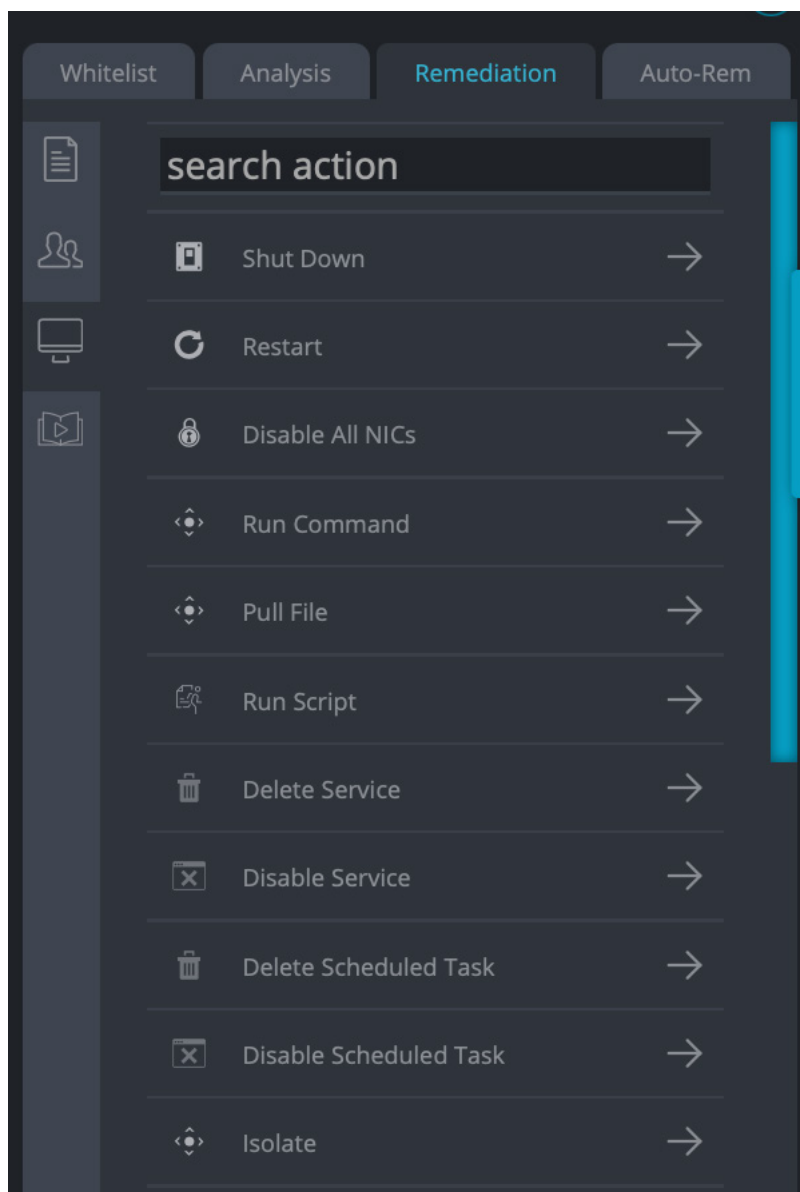 Whitelist
Analysis
Remediation
Auto-Rem
search action
Shut Down
Restart
Disable All NICs
Run Command
Pull File
Run Script
Delete Service
Disable Service
Delete Scheduled Task
Disable Scheduled Task
Isolate